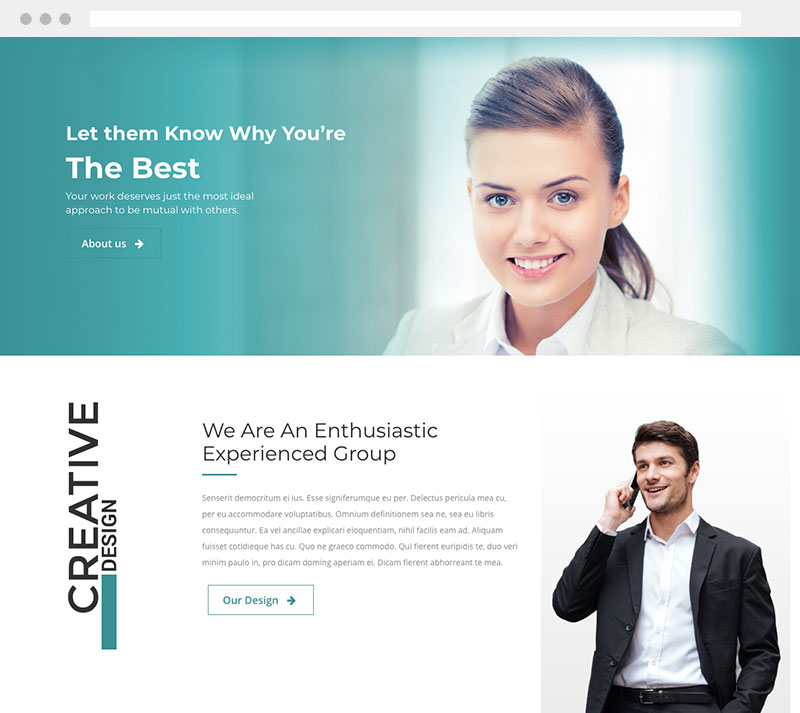 Let them Know Why You’re
The Best
Your work deserves just the most ideal
approach to be mutual with others.
About us
CREATIVE
DESIGN
We Are An Enthusiastic
Experienced Group
Senserit democritum ei ius. Esse signiferumque eu per. Delectus pericula mea cu,
per eu accommodare voluptatibus. Omnium definitionem sea ne, sea eu libris
consequuntur. Ea vel ancillae explicari eloquentiam, nihil facilis eam ad. Aliquam
fuisset cotidieque has cu. Quo ne graeco commodo. Qui fierent euripidis te, duo veri
minim paulo in, pro dicam doming aperiam ei. Dicam fierent abhorreant te mea.
Our Design